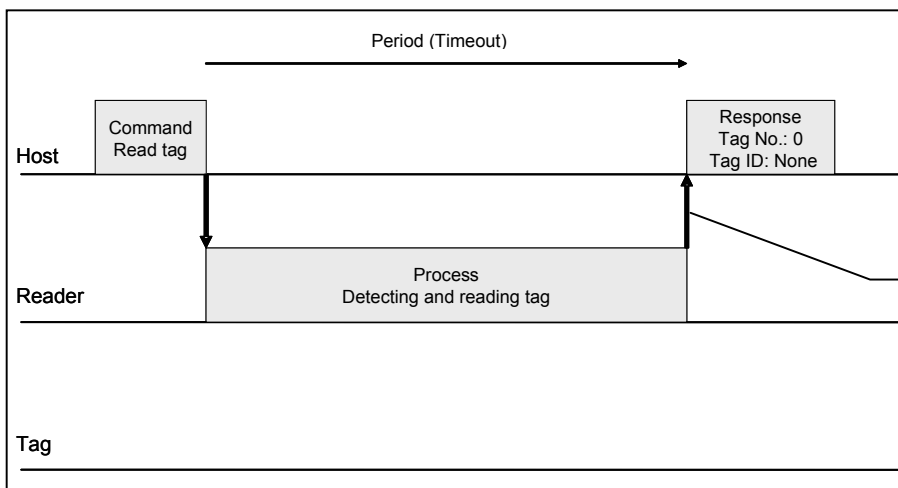 Period (Timeout)
Command
Read tag
Response
Tag No.: 0
Tag ID: None
Host
Process
Detecting and reading tag
Reader
Tag